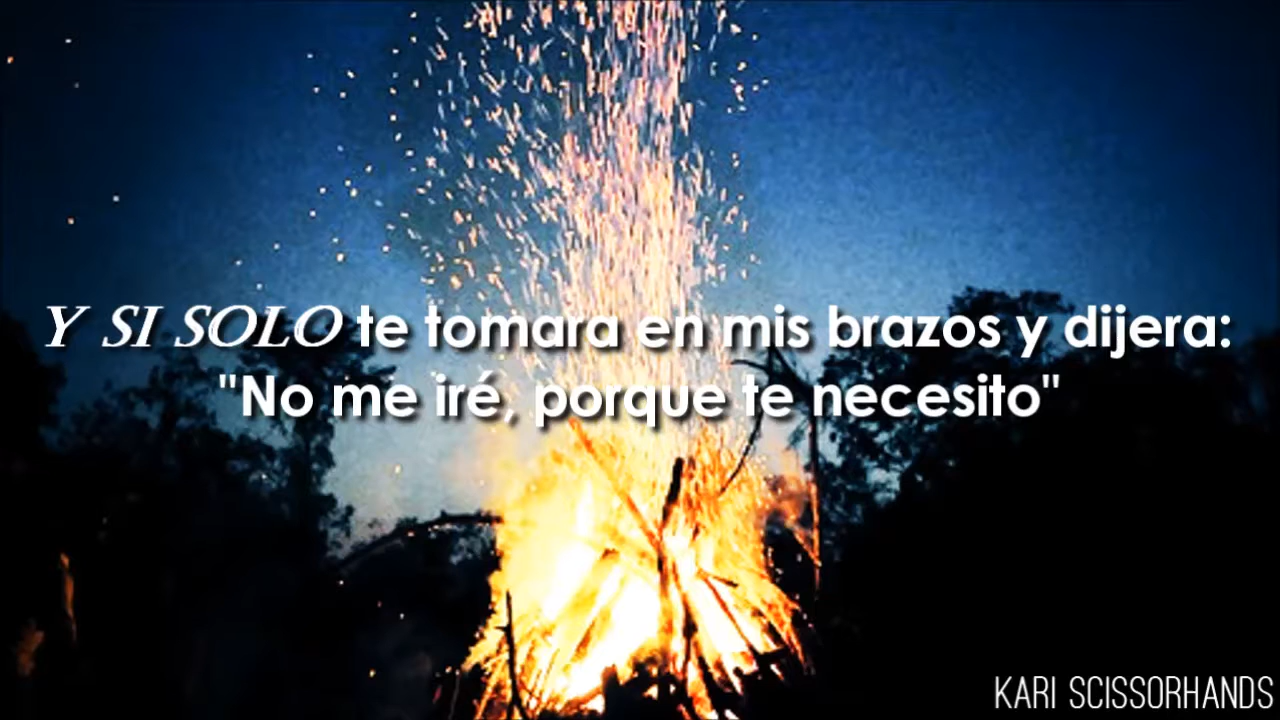 Y SI SOLO te tomara en mis brazos y dijera:
"No me iré, porque te necesito"
KARI SCISSORHANDS